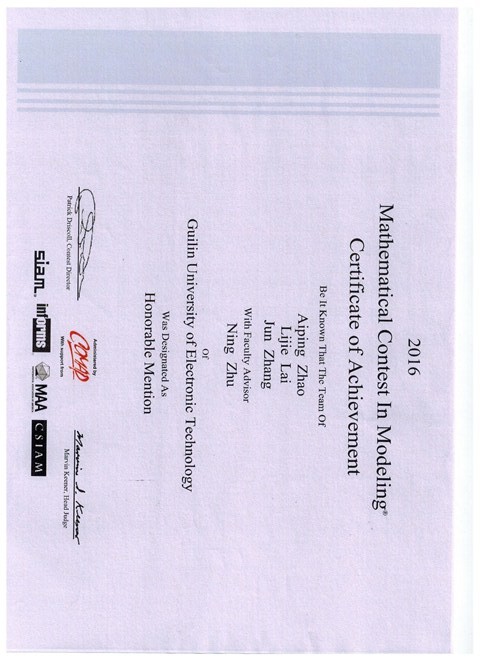 2016
Mathematical Contest In Modeling®
Certificate of Achievement
Be It Known That The Team Of
Aiping Zhao
Lijie Lai
Jun Zhang
With Faculty Advisor
Ning Zhu
Of
Guilin University of Electronic Technology
Was Designated As
Honorable Mention
Patrick Driscoll, Contest Director
Administered by
COMAP
With support from
Marvin S. Keener
Marvin Keener, Head Judge
siam
informs
MAA
CSIAM